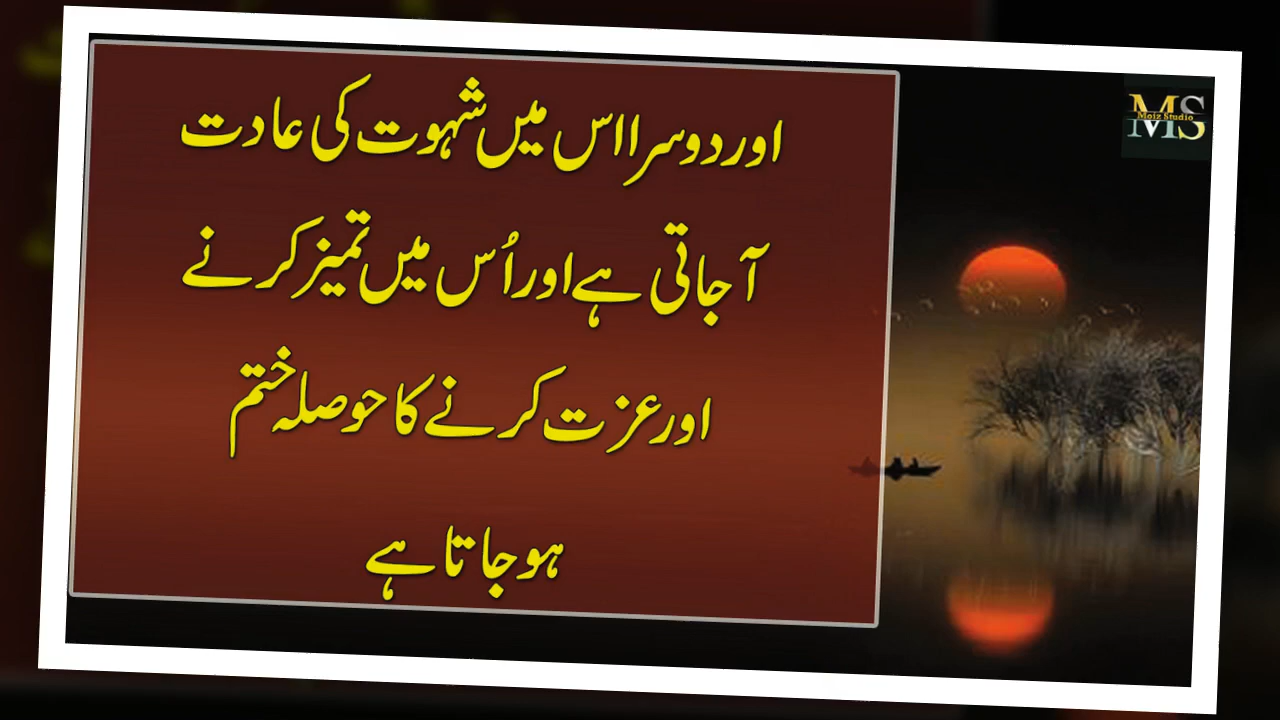 اور دوسرا اس میں شہوت کی عادت
آ جاتی ہے اور اُس میں تمیز کرنے
اور عزت کرنے کا حوصلہ ختم
ہو جاتا ہے
MS
Moiz Studio